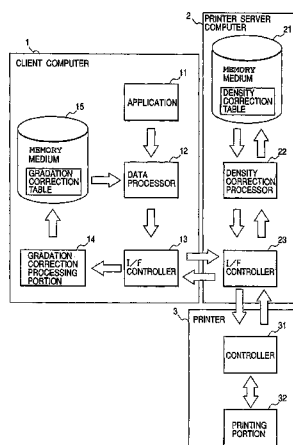 1
CLIENT COMPUTER
11
APPLICATION
15
MEMORY
MEDIUM
GRADATION
CORRECTION
TABLE
12
DATA
PROCESSOR
14
GRADATION
CORRECTION
PROCESSING
PORTION
13
I/F
CONTROLLER
2
PRINTER SERVER
COMPUTER
21
MEMORY
MEDIUM
DENSITY
CORRECTION
TABLE
22
DENSITY
CORRECTION
PROCESSOR
23
I/F
CONTROLLER
3
PRINTER
31
CONTROLLER
32
PRINTING
PORTION